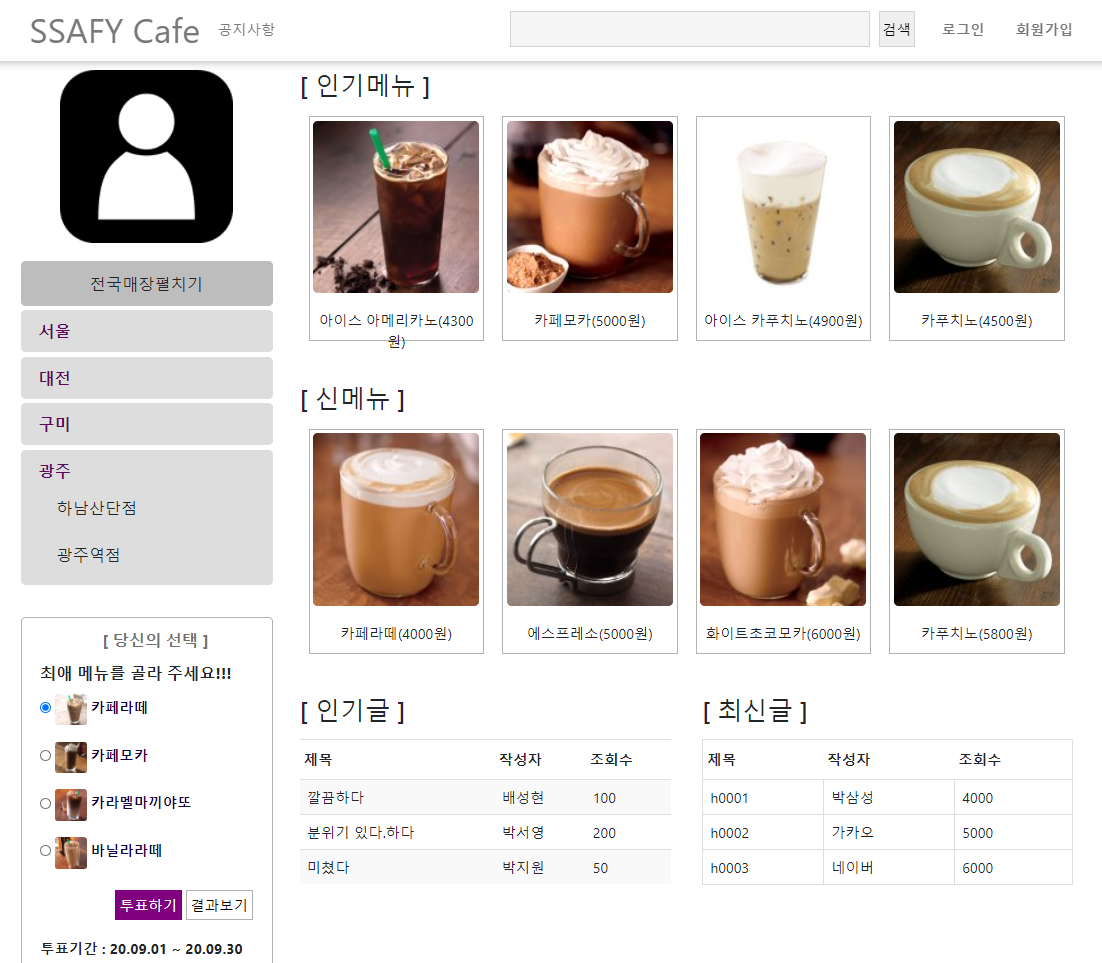 SSAFY Cafe 공지사항 검색 로그인 회원가입
전국매장펼치기
서울
대전
구미
광주
하남산단점
광주역점
[ 당신의 선택 ]
최애 메뉴를 골라 주세요!!!
카페라떼
카페모카
카라멜마끼야또
바닐라라떼
투표하기 결과보기
투표기간 : 20.09.01 ~ 20.09.30
[ 인기메뉴 ]
아이스 아메리카노(4300
원)
카페모카(5000원)
아이스 카푸치노(4900원)
카푸치노(4500원)
[ 신메뉴 ]
카페라떼(4000원)
에스프레소(5000원)
화이트초코모카(6000원)
카푸치노(5800원)
[ 인기글 ]
제목 작성자 조회수
깔끔하다 배성현 100
분위기 있다.하다 박서영 200
미쳤다 박지원 50
[ 최신글 ]
제목 작성자 조회수
h0001 박삼성 4000
h0002 가카오 5000
h0003 네이버 6000